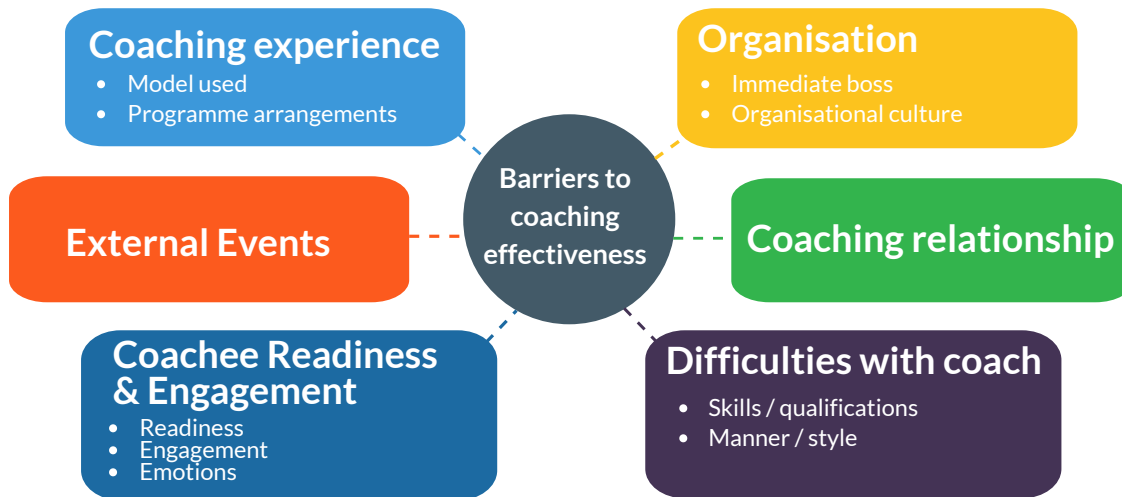 Coaching experience
• Model used
• Programme arrangements
Organisation
• Immediate boss
• Organisational culture
Barriers to
coaching
effectiveness
External Events
Coaching relationship
Coachee Readiness
& Engagement
• Readiness
• Engagement
• Emotions
Difficulties with coach
• Skills / qualifications
• Manner / style